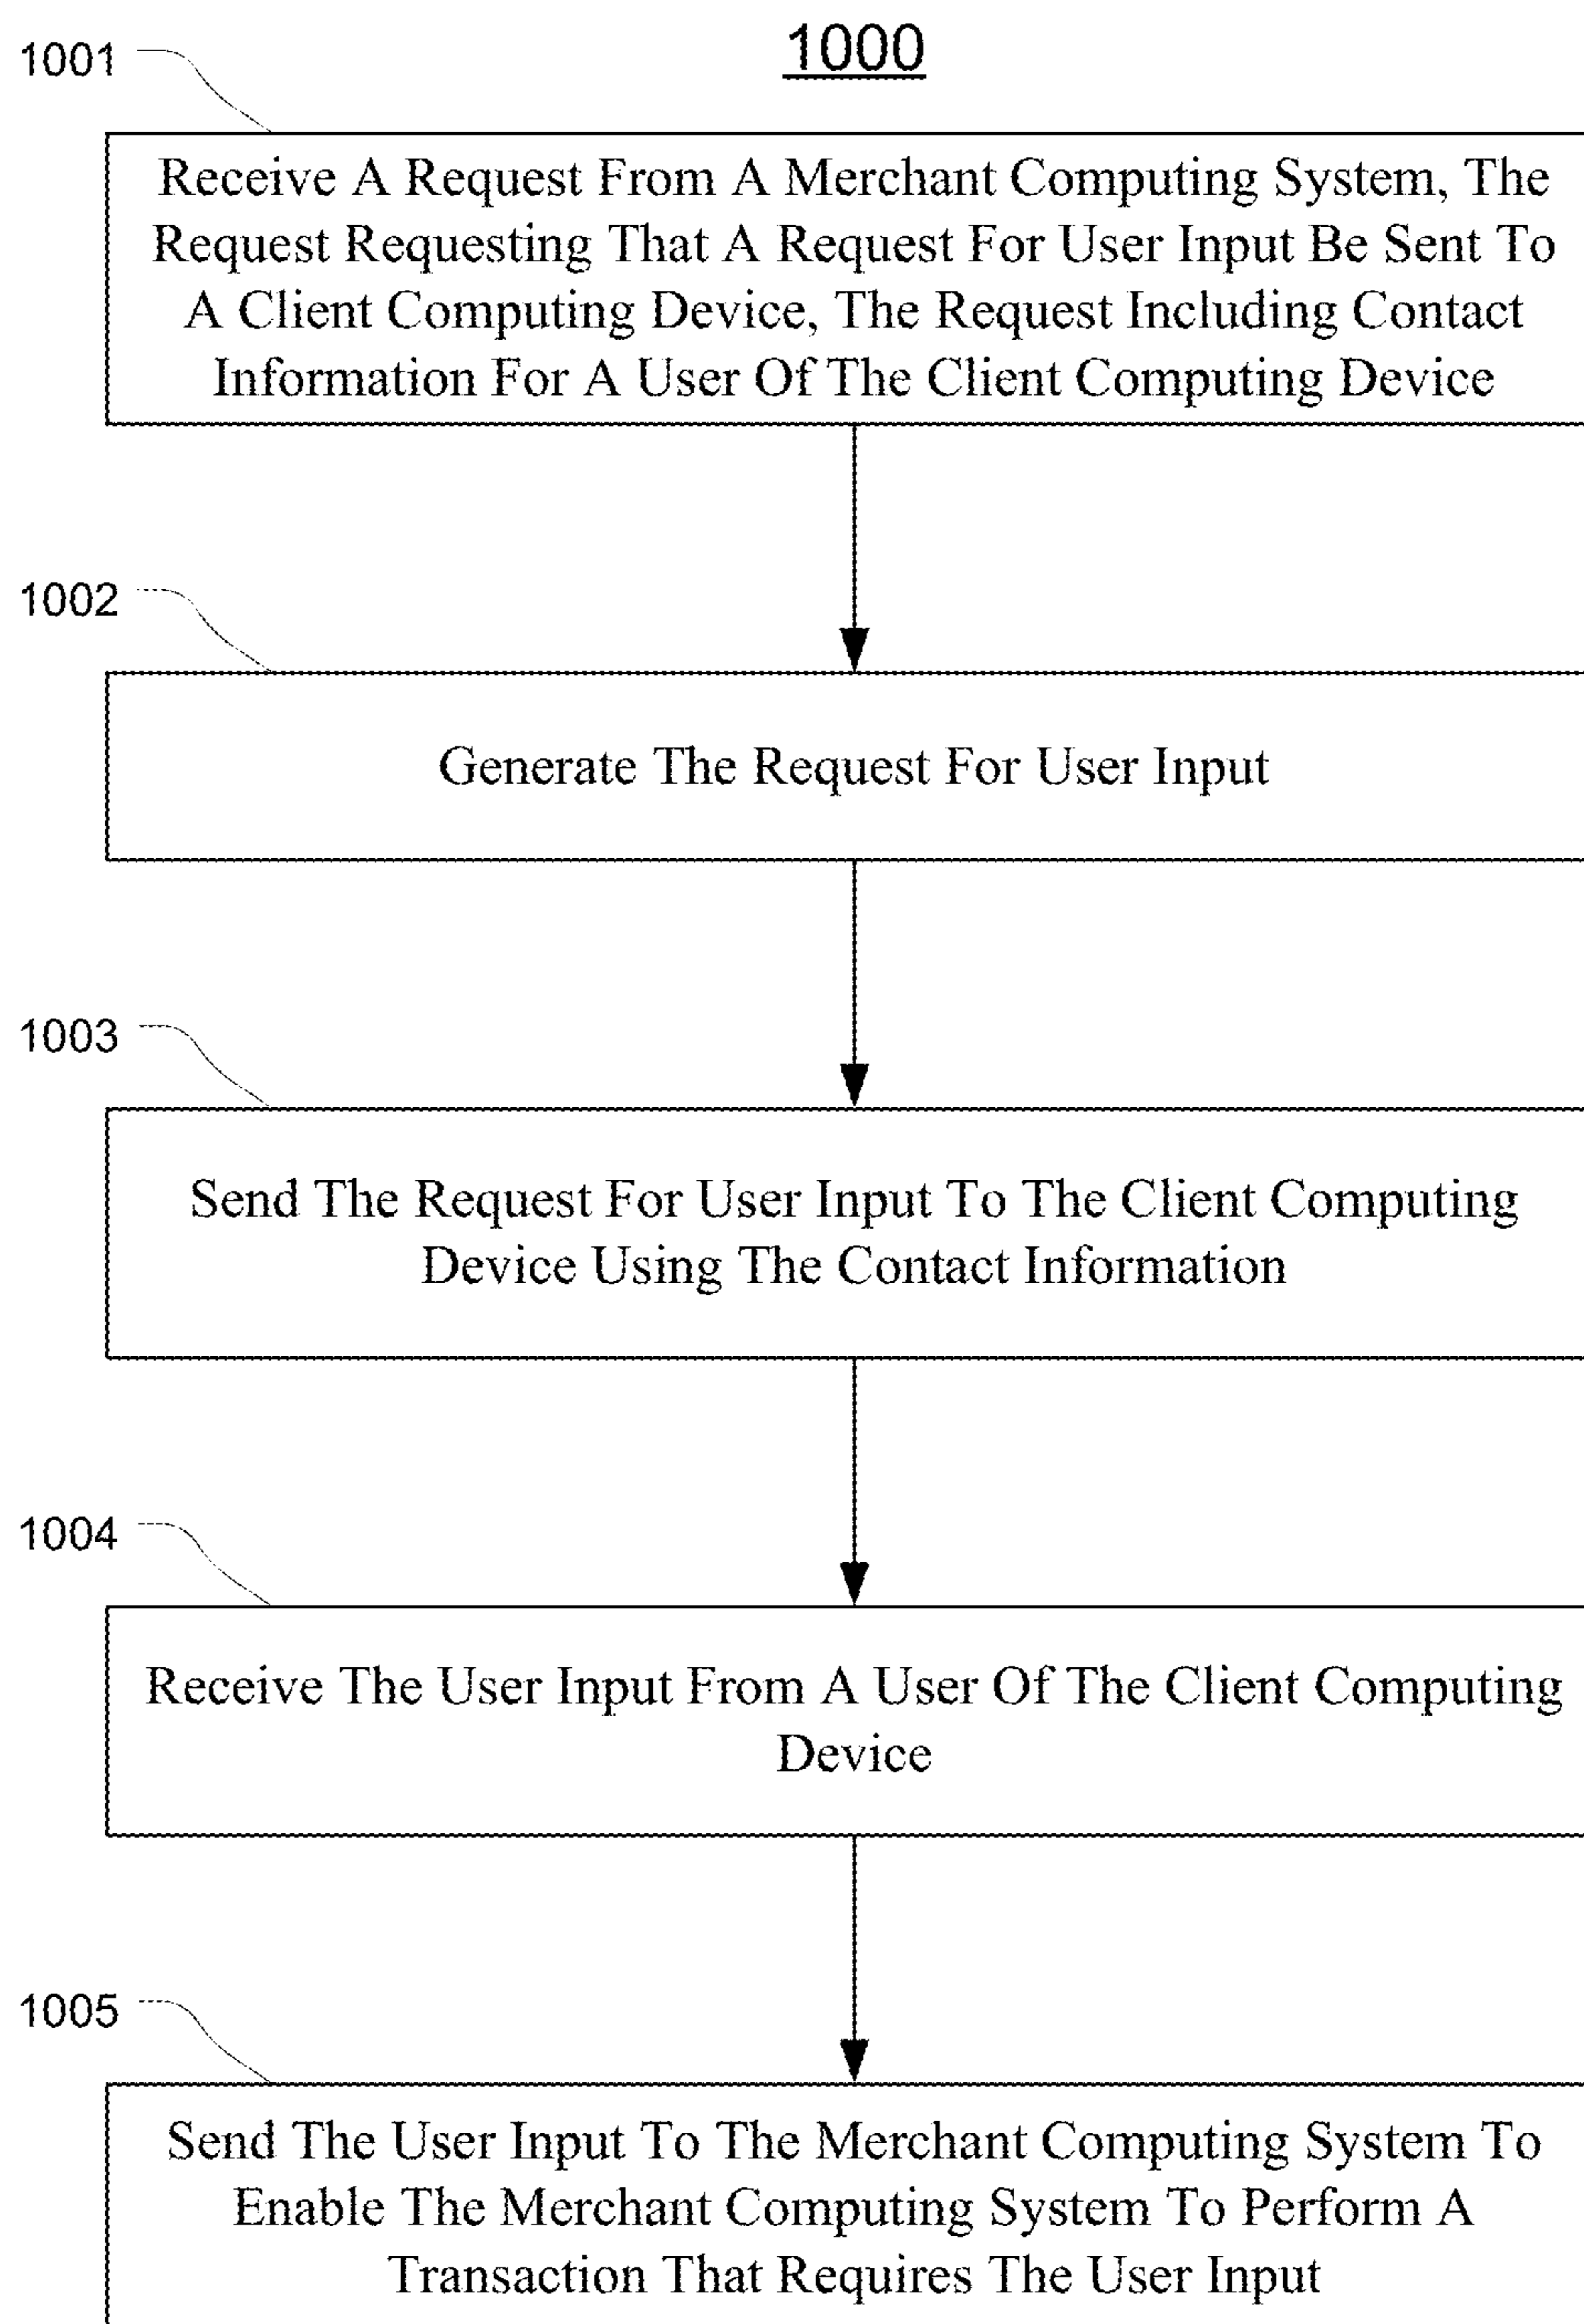 1000
1001
Receive A Request From A Merchant Computing System, The
Request Requesting That A Request For User Input Be Sent To
A Client Computing Device, The Request Including Contact
Information For A User Of The Client Computing Device
1002
Generate The Request For User Input
1003
Send The Request For User Input To The Client Computing
Device Using The Contact Information
1004
Receive The User Input From A User Of The Client Computing
Device
1005
Send The User Input To The Merchant Computing System To
Enable The Merchant Computing System To Perform A
Transaction That Requires The User Input